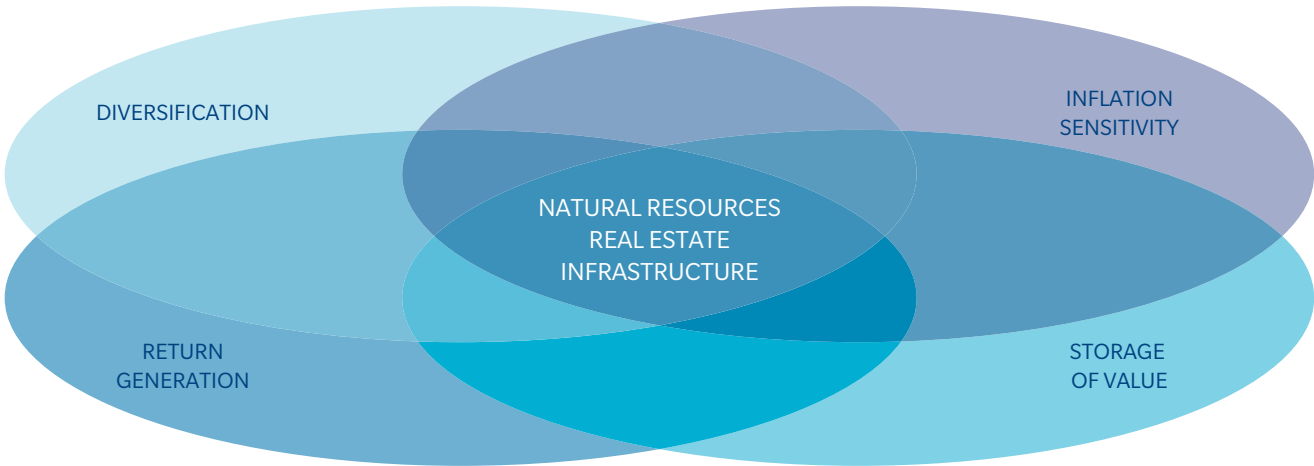 DIVERSIFICATION
INFLATION
SENSITIVITY
NATURAL RESOURCES
REAL ESTATE
INFRASTRUCTURE
RETURN
GENERATION
STORAGE
OF VALUE